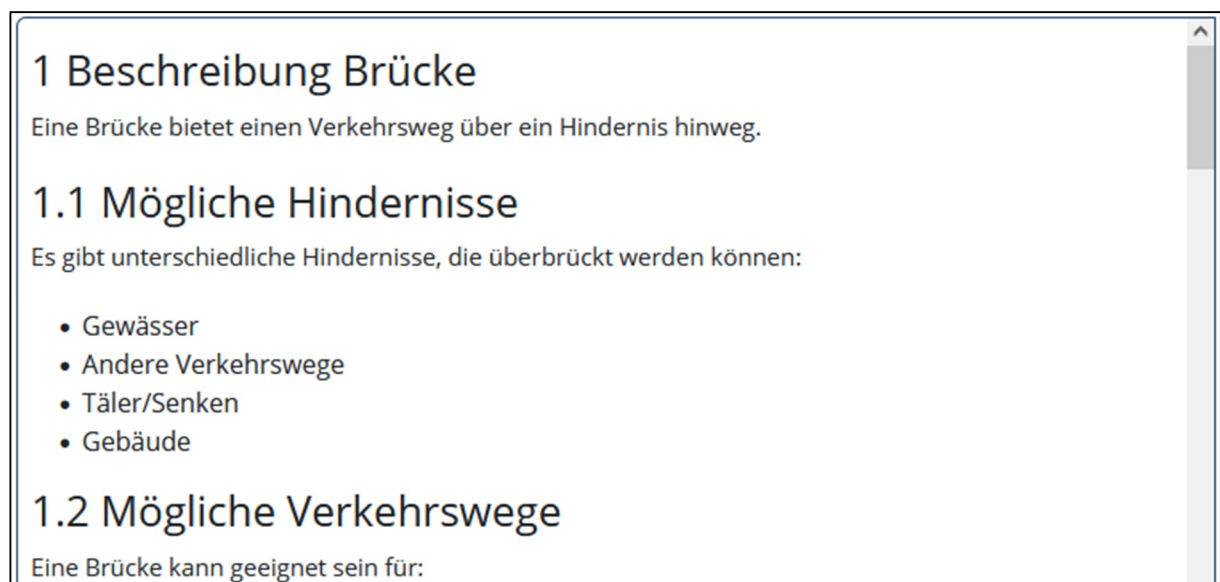 1 Beschreibung Brücke
Eine Brücke bietet einen Verkehrsweg über ein Hindernis hinweg.
1.1 Mögliche Hindernisse
Es gibt unterschiedliche Hindernisse, die überbrückt werden können:
• Gewässer
• Andere Verkehrswege
• Täler/Senken
• Gebäude
1.2 Mögliche Verkehrswege
Eine Brücke kann geeignet sein für: